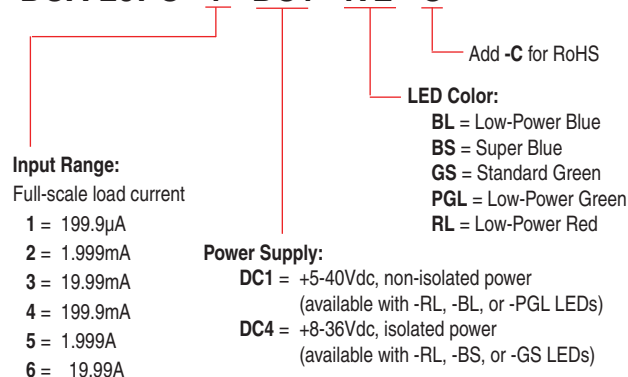 Add -C for RoHS
LED Color:
BL = Low-Power Blue
BS = Super Blue
GS = Standard Green
PGL = Low-Power Green
RL = Low-Power Red
Input Range:
Full-scale load current
1 = 199.9µA
2 = 1.999mA
3 = 19.99mA
4 = 199.9mA
5 = 1.999A
6 = 19.99A
Power Supply:
DC1 = +5-40Vdc, non-isolated power
(available with -RL, -BL, or -PGL LEDs)
DC4 = +8-36Vdc, isolated power
(available with -RL, -BS, or -GS LEDs)